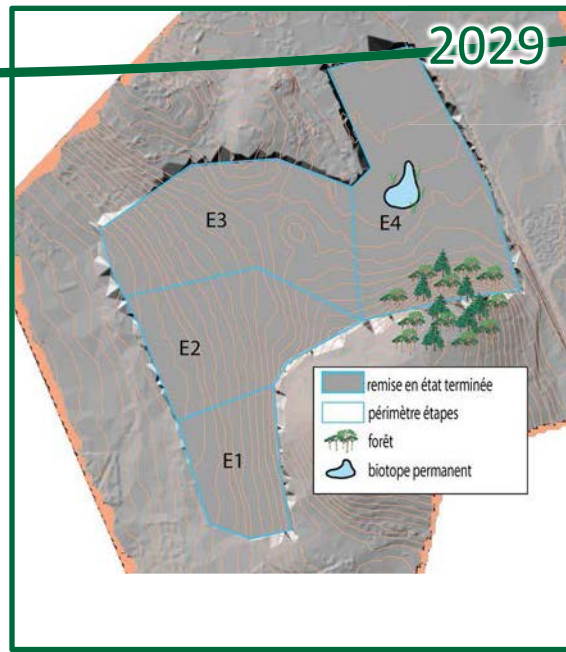 2029
E3
E4
E2
E1
remise en état terminée
périmètre étapes
forêt
biotope permanent